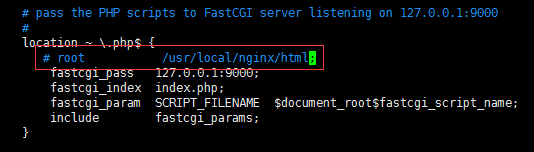 # pass the PHP scripts to FastCGI server listening on 127.0.0.1:9000
#
location ~ \.php$ {
# root /usr/local/nginx/html;
fastcgi_pass 127.0.0.1:9000;
fastcgi_index index.php;
fastcgi_param SCRIPT_FILENAME $document_root$fastcgi_script_name;
include fastcgi_params;
}